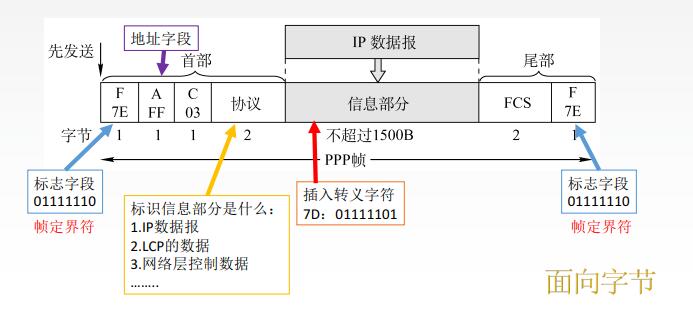 地址字段
IP 数据报
先发送
首部
尾部
F
7E
A
FF
C
03
协议
信息部分
FCS
F
7E
字节
1
1
1
2
不超过1500B
2
1
PPP帧
标志字段
01111110
帧定界符
标识信息部分是什么：
1.IP数据报
2.LCP的数据
3.网络层控制数据
……..
插入转义字符
7D：01111101
标志字段
01111110
帧定界符
面向字节